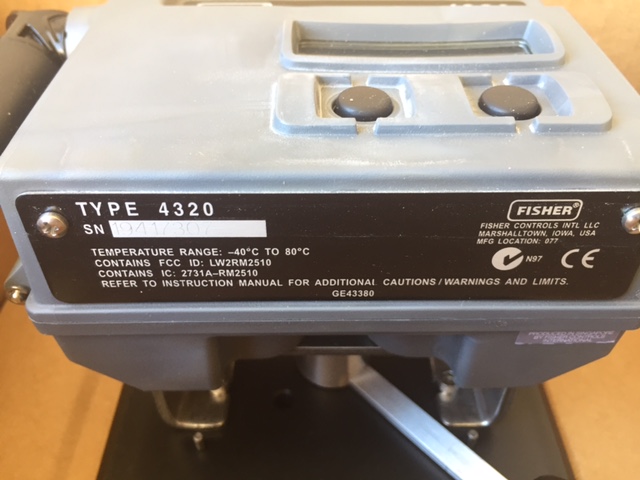 TYPE 4320
SN 19417307
TEMPERATURE RANGE: –40°C TO 80°C
CONTAINS FCC ID: LW2RM2510
CONTAINS IC: 2731A–RM2510
REFER TO INSTRUCTION MANUAL FOR ADDITIONAL CAUTIONS/WARNINGS AND LIMITS.
GE43380
FISHER®
FISHER CONTROLS INTL LLC
MARSHALLTOWN, IOWA, USA
MFG LOCATION: 077
N97 CE